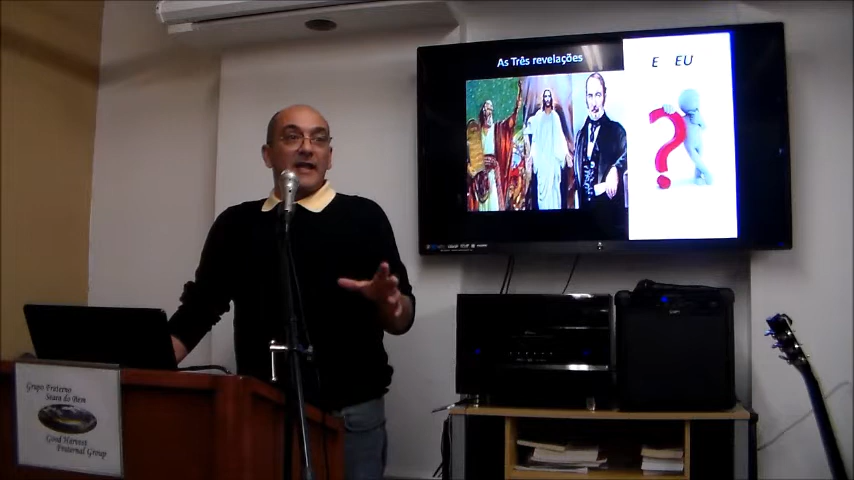 As Três revelações
E EU
?
Grupo Fraterno
Seara do Bem
Good Harvest
Fraternal Group